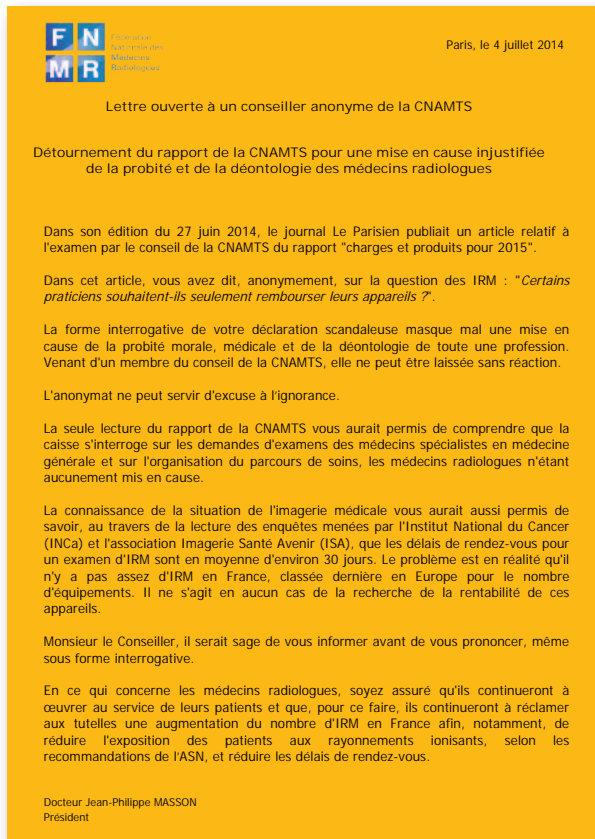 F N
M R
Fédération
Nationale des
Médecins
Radiologues
Paris, le 4 juillet 2014
Lettre ouverte à un conseiller anonyme de la CNAMTS
Détournement du rapport de la CNAMTS pour une mise en cause injustifiée
de la probité et de la déontologie des médecins radiologues
Dans son édition du 27 juin 2014, le journal Le Parisien publiait un article relatif à
l'examen par le conseil de la CNAMTS du rapport "charges et produits pour 2015".
Dans cet article, vous avez dit, anonymement, sur la question des IRM : "Certains
praticiens souhaitent-ils seulement rembourser leurs appareils ?".
La forme interrogative de votre déclaration scandaleuse masque mal une mise en
cause de la probité morale, médicale et de la déontologie de toute une profession.
Venant d'un membre du conseil de la CNAMTS, elle ne peut être laissée sans réaction.
L'anonymat ne peut servir d'excuse à l'ignorance.
La seule lecture du rapport de la CNAMTS vous aurait permis de comprendre que la
caisse s'interroge sur les demandes d'examens des médecins spécialistes en médecine
générale et sur l'organisation du parcours de soins, les médecins radiologues n'étant
aucunement mis en cause.
La connaissance de la situation de l'imagerie médicale vous aurait aussi permis de
savoir, au travers de la lecture des enquêtes menées par l'Institut National du Cancer
(INCa) et l'association Imagerie Santé Avenir (ISA), que les délais de rendez-vous pour
un examen d'IRM sont en moyenne d'environ 30 jours. Le problème est en réalité qu'il
n'y a pas assez d'IRM en France, classée dernière en Europe pour le nombre
d'équipements. Il ne s'agit en aucun cas de la recherche de la rentabilité de ces
appareils.
Monsieur le Conseiller, il serait sage de vous informer avant de vous prononcer, même
sous forme interrogative.
En ce qui concerne les médecins radiologues, soyez assuré qu'ils continueront à
œuvrer au service de leurs patients et que, pour ce faire, ils continueront à réclamer
aux tutelles une augmentation du nombre d'IRM en France afin, notamment, de
réduire l'exposition des patients aux rayonnements ionisants, selon les
recommandations de l'ASN, et réduire les délais de rendez-vous.
Docteur Jean-Philippe MASSON
Président